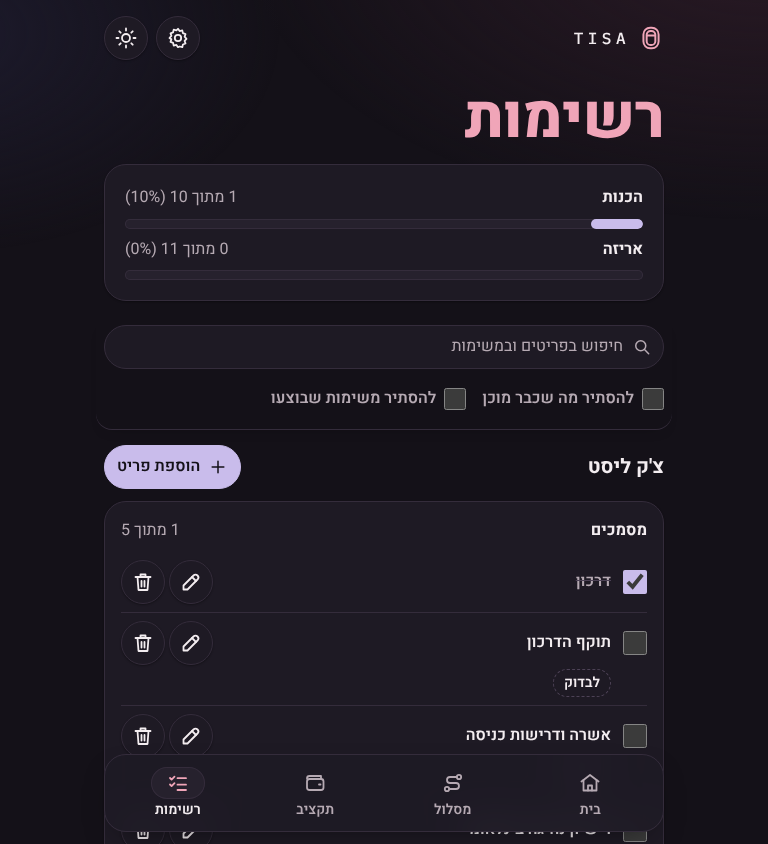 TISA
רשימות
הכנות
1 מתוך 10 (10%)
אריזה
0 מתוך 11 (0%)
חיפוש בפריטים ובמשימות
להסתיר מה שכבר מוכן
להסתיר משימות שבוצעו
צ'ק ליסט
הוספת פריט
מסמכים
1 מתוך 5
דרכון
תוקף הדרכון
לבדוק
אשרה ודרישות כניסה
בית
מסלול
תקציב
רשימות